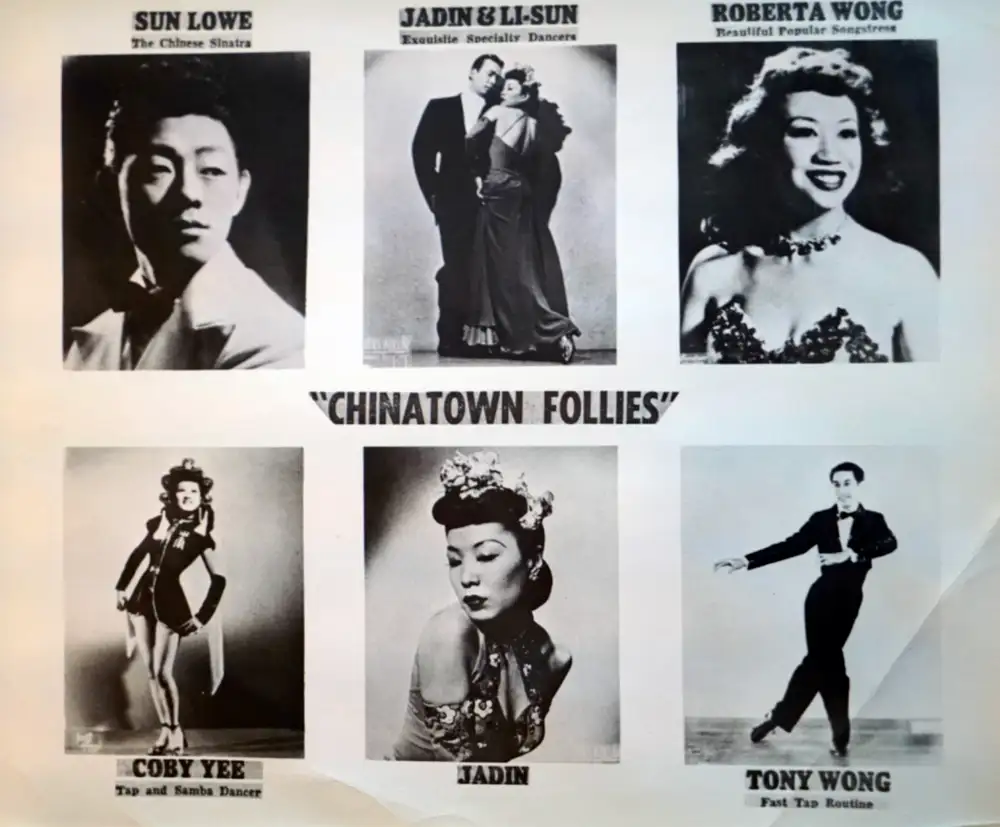 SUN LOWE
The Chinese Sinatra
JADIN & LI-SUN
Exquisite Specialty Dancers
ROBERTA WONG
Beautiful Popular Songstress
"CHINATOWN FOLLIES"
COBY YEE
Tap and Samba Dancer
JADIN
TONY WONG
Fast Tap Routine